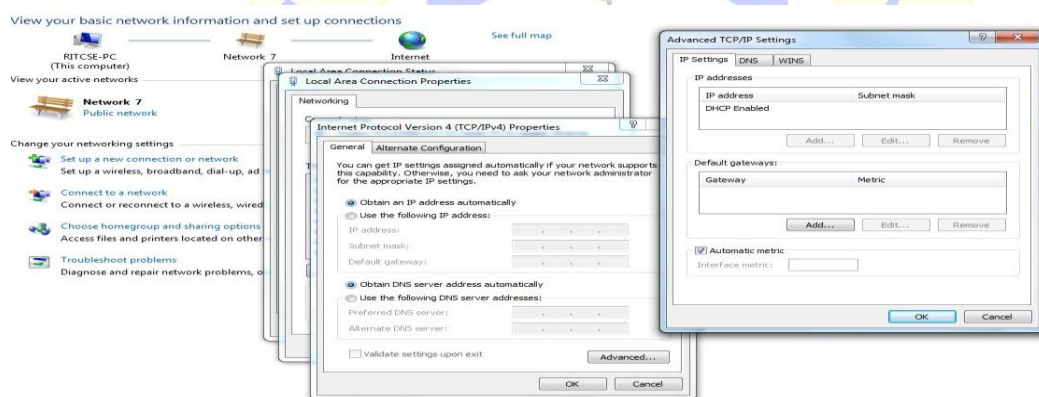 View your basic network information and set up connections
See full map
RITCSE-PC
(This computer)
Network 7
Internet
View your active networks
Network 7
Public network
Change your networking settings
Set up a new connection or network
Set up a wireless, broadband, dial-up, ad
Connect to a network
Connect or reconnect to a wireless, wired
Choose homegroup and sharing options
Access files and printers located on other
Troubleshoot problems
Diagnose and repair network problems, o
Local Area Connection Status
Local Area Connection Properties
Networking
Internet Protocol Version 4 (TCP/IPv4) Properties
General
Alternate Configuration
You can get IP settings assigned automatically if your network supports
this capability. Otherwise, you need to ask your network administrator
for the appropriate IP settings.
Obtain an IP address automatically
Use the following IP address:
IP address:
Subnet mask:
Default gateway:
Obtain DNS server address automatically
Use the following DNS server addresses:
Preferred DNS server:
Alternate DNS server:
Validate settings upon exit
Advanced...
OK
Cancel
Advanced TCP/IP Settings
IP Settings
DNS
WINS
IP addresses
IP address
Subnet mask
DHCP Enabled
Add...
Edit...
Remove
Default gateways:
Gateway
Metric
Add...
Edit...
Remove
Automatic metric
Interface metric:
OK
Cancel